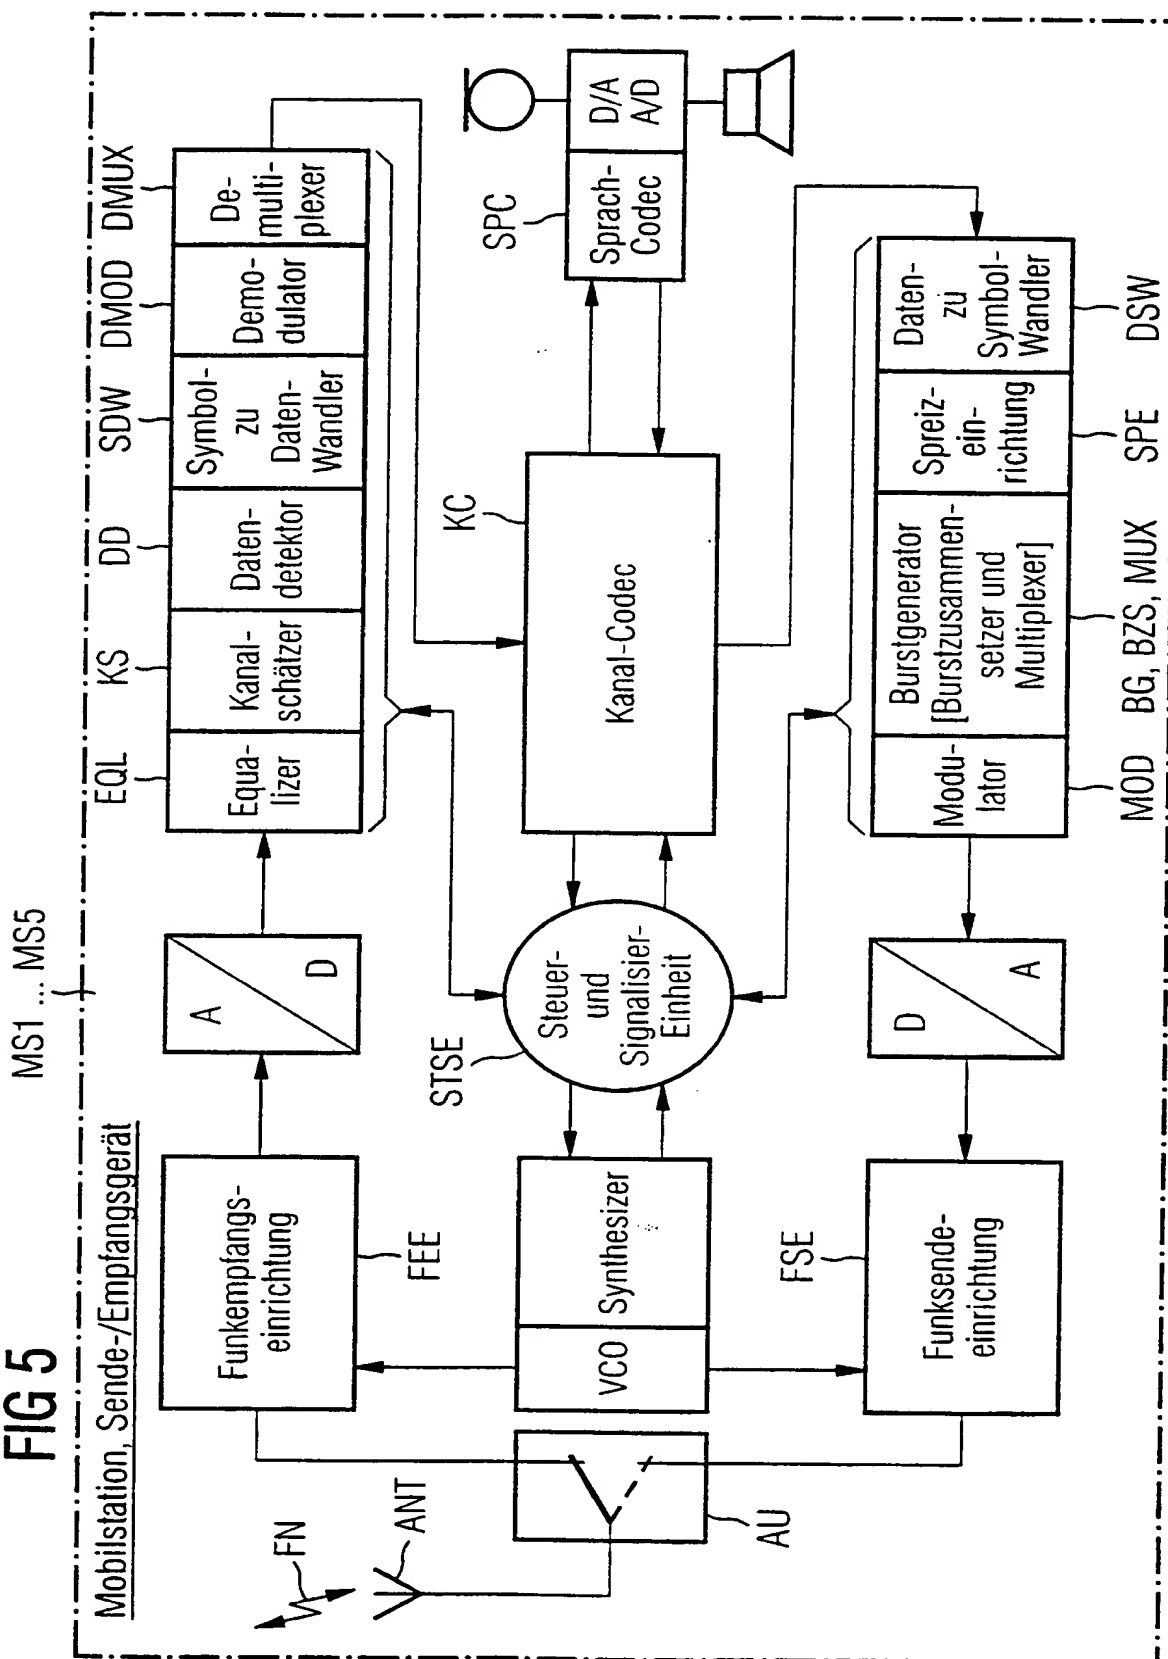 FIG 5
Mobilstation, Sende-/Empfangsgerät
MS1 ... MS5
FN
ANT
AU
Funkempfangs-
einrichtung
FEE
A
D
EQL
KS
DD
SDW
DMOD
DMUX
Equa-
lizer
Kanal-
schätzer
Daten-
detektor
Symbol-
zu
Daten-
Wandler
Demo-
dulator
De-
multi-
plexer
VCO
Synthesizer
STSE
Steuer-
und
Signalisier-
Einheit
KC
Kanal-Codec
SPC
Sprach-
Codec
D/A
A/D
FSE
Funksende-
einrichtung
D
A
Modu-
lator
Burstgenerator
[Burstzusammen-
setzer und
Multiplexer]
Spreiz-
ein-
richtung
Daten-
zu
Symbol-
Wandler
MOD
BG, BZS, MUX
SPE
DSW